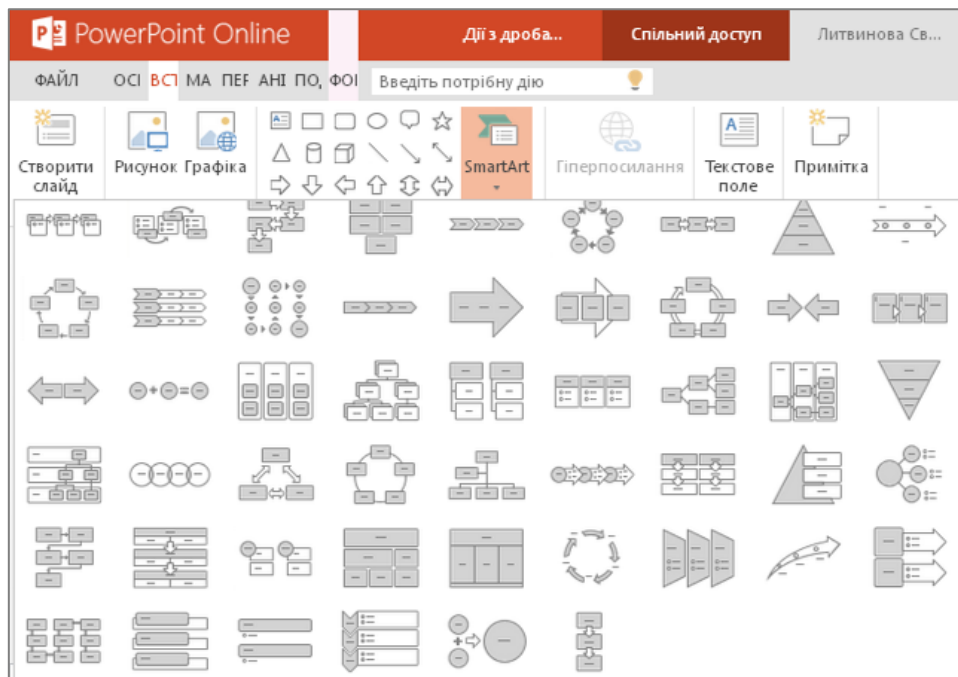 PowerPoint Online
Дії з дроба...
Спільний доступ
Литвинова Св...
ФАЙЛ ОСІ ВСТ МА ПЕР АНІ ПО, ФОІ
Введіть потрібну дію
Створити
слайд
Рисунок
Графіка
SmartArt
Гіперпосилання
Текстове
поле
Примітка